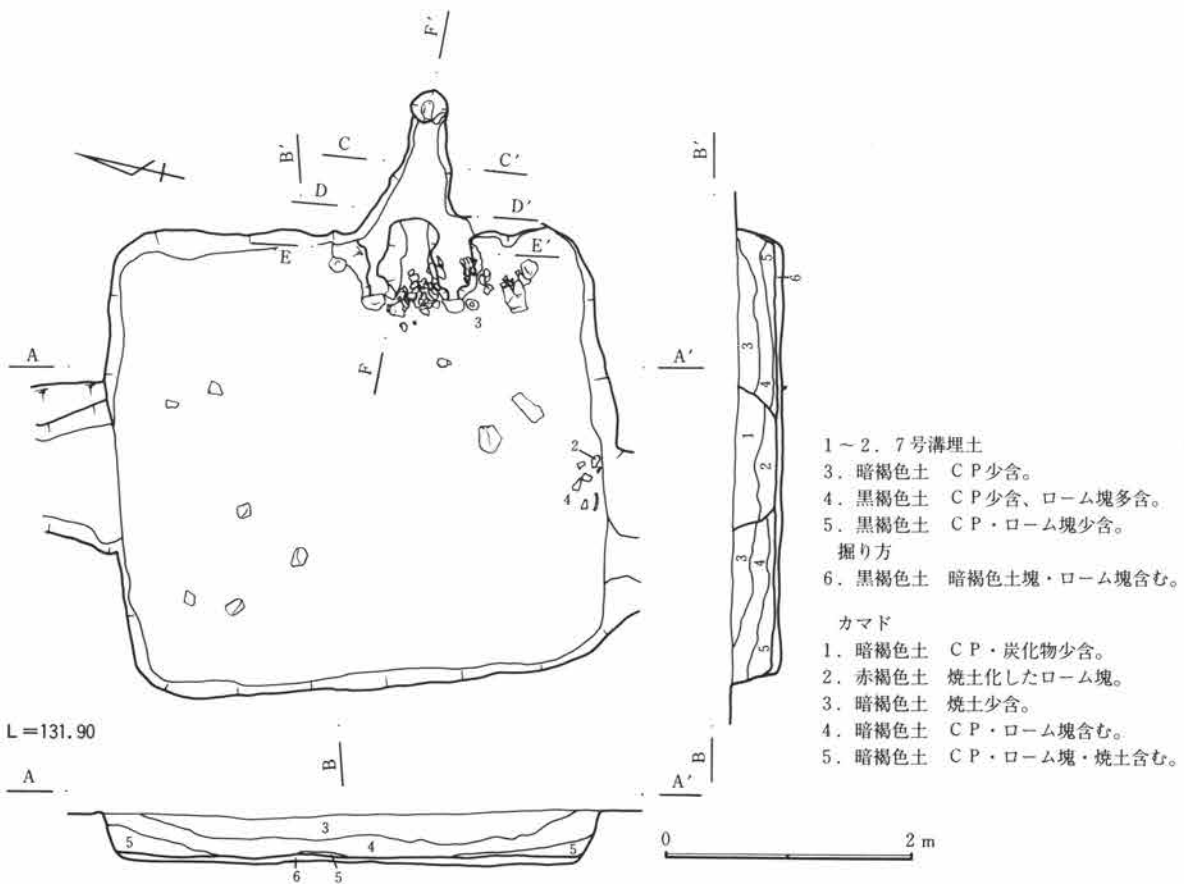 F'
B'
C
C'
B'
D
D'
E
E'
3
A
F
A'
2
4
5
6
3
4
1
2
3
4
5
1～2．7号溝埋土
3．暗褐色土　ＣＰ少含。
4．黒褐色土　ＣＰ少含、ローム塊多含。
5．黒褐色土　ＣＰ・ローム塊少含。
掘り方
6．黒褐色土　暗褐色土塊・ローム塊含む。
カマド
1．暗褐色土　ＣＰ・炭化物少含。
2．赤褐色土　焼土化したローム塊。
3．暗褐色土　焼土少含。
4．暗褐色土　ＣＰ・ローム塊含む。
5．暗褐色土　ＣＰ・ローム塊・焼土含む。
L＝131.90
A
B
A'
B
3
5
4
5
6
5
0
2 m